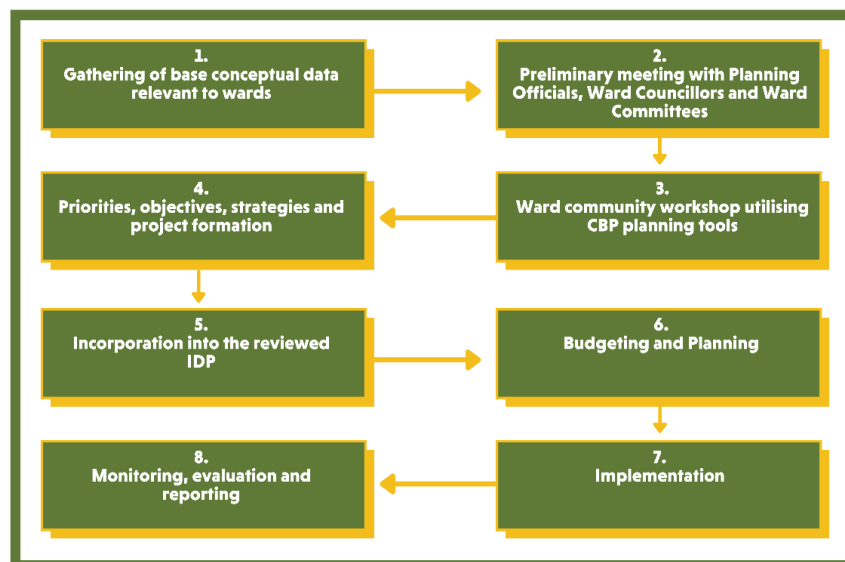 1.
Gathering of base conceptual data
relevant to wards
2.
Preliminary meeting with Planning
Officials, Ward Councillors and Ward
Committees
3.
Ward community workshop utilising
CBP planning tools
4.
Priorities, objectives, strategies and
project formation
5.
Incorporation into the reviewed
IDP
6.
Budgeting and Planning
7.
Implementation
8.
Monitoring, evaluation and
reporting